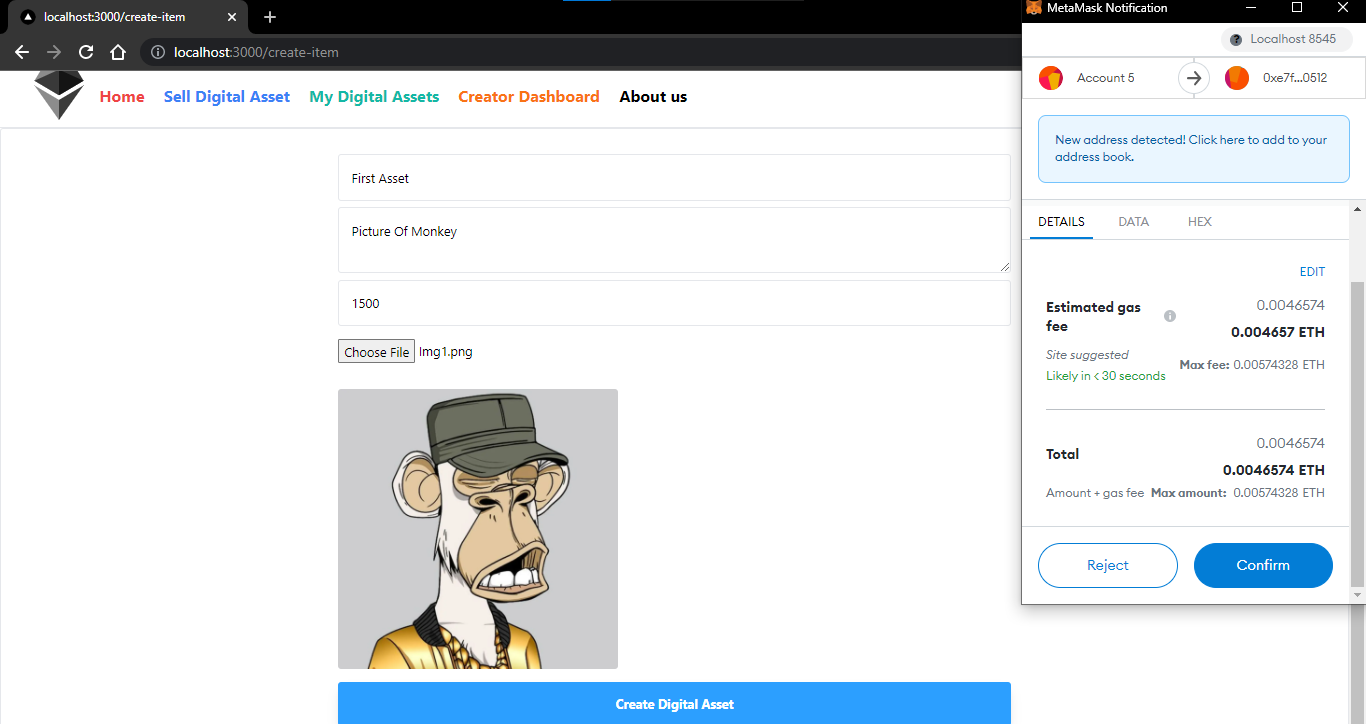 localhost:3000/create-item
localhost:3000/create-item
Home Sell Digital Asset My Digital Assets Creator Dashboard About us
First Asset
Picture Of Monkey
1500
Choose File Img1.png
Create Digital Asset
MetaMask Notification
Localhost 8545
Account 5 0xe7f...0512
New address detected! Click here to add to your
address book.
DETAILS DATA HEX
EDIT
Estimated gas
fee
0.0046574
0.004657 ETH
Site suggested
Likely in < 30 seconds
Max fee: 0.00574328 ETH
Total
0.0046574
0.0046574 ETH
Amount + gas fee Max amount: 0.00574328 ETH
Reject Confirm